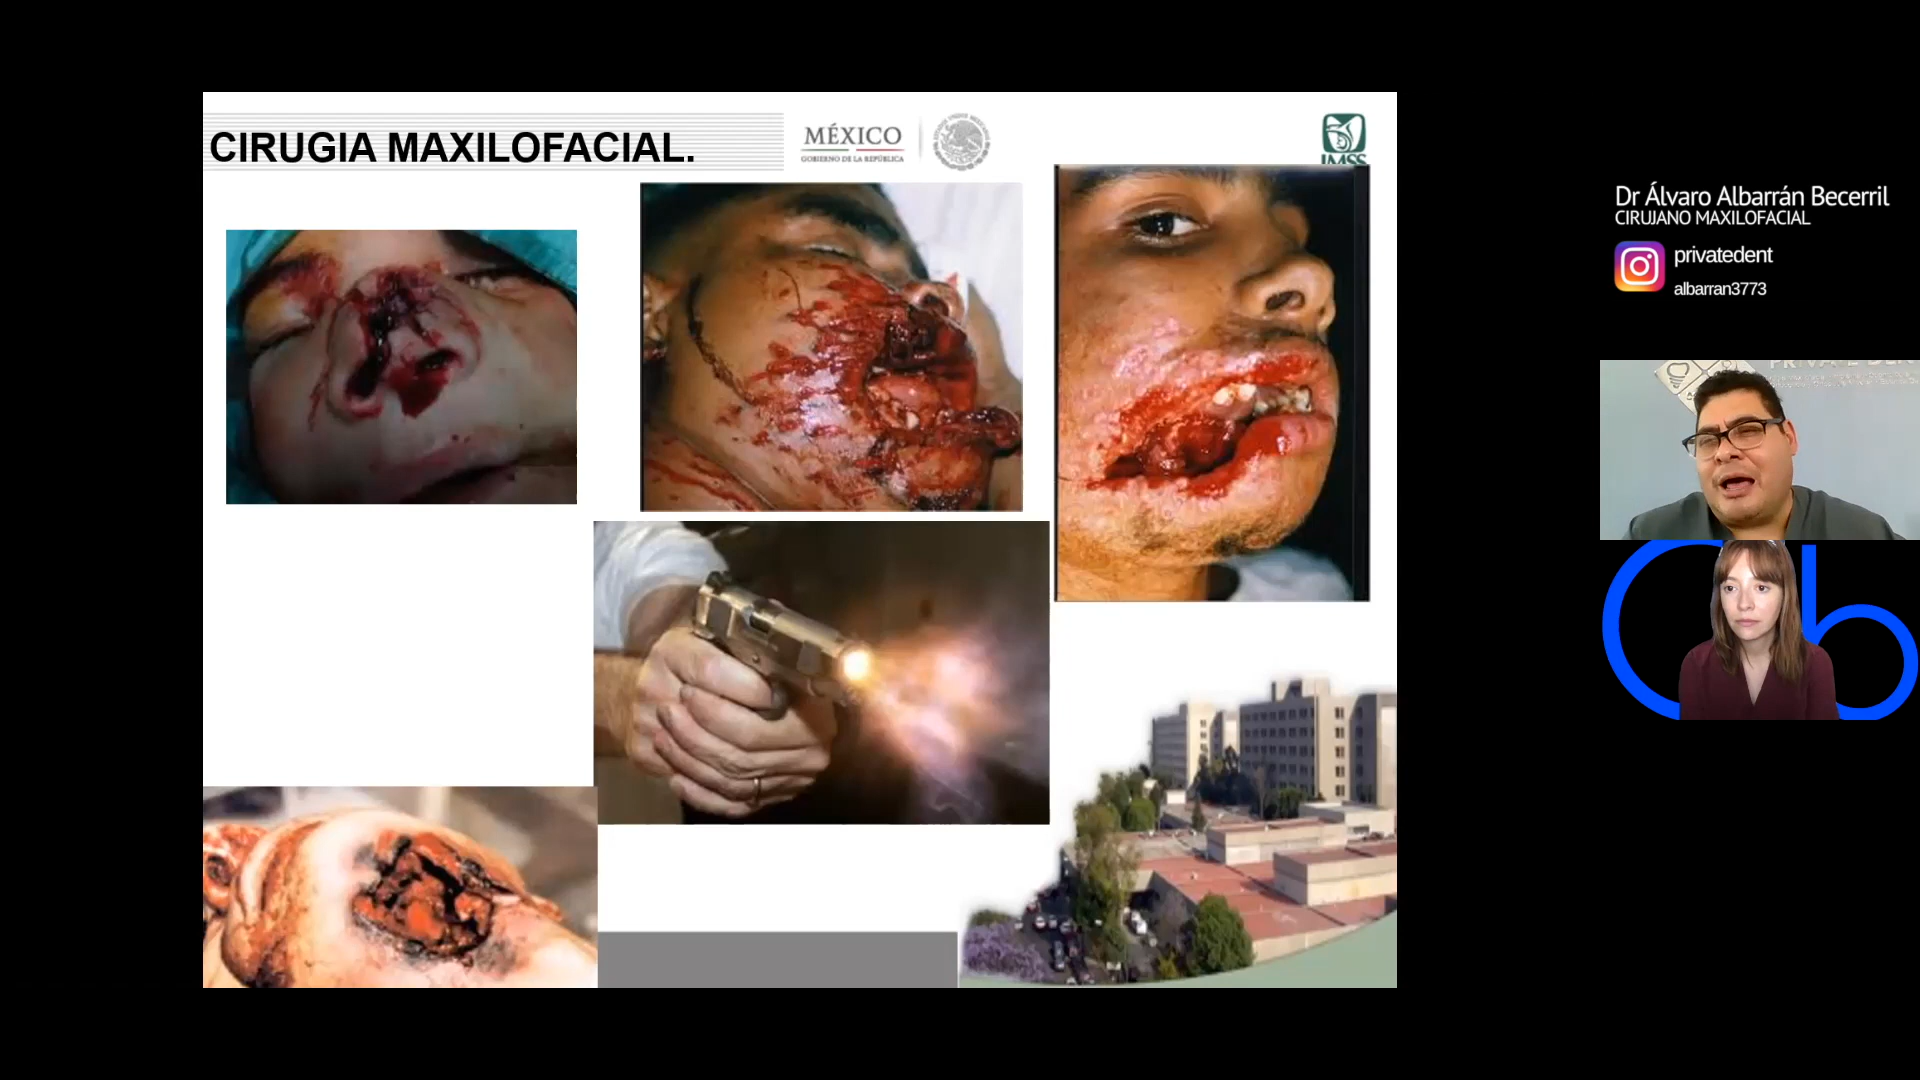 CIRUGIA MAXILOFACIAL.
MÉXICO
GOBIERNO DE LA REPÚBLICA
IMSS
Dr Álvaro Albarrán Becerril
CIRUJANO MAXILOFACIAL
privatedent
albarran3773